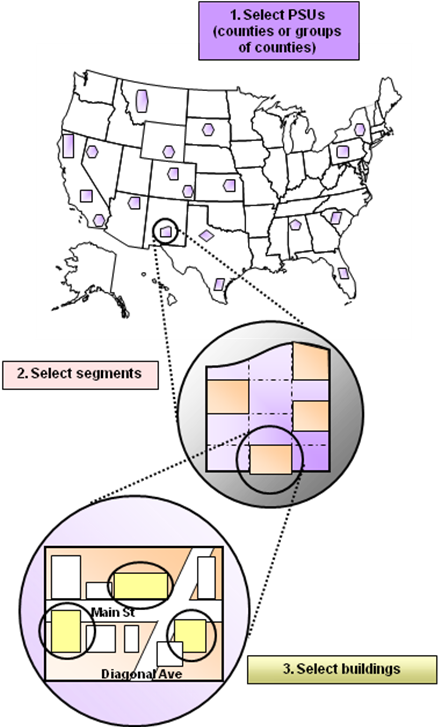 1. Select PSUs
(counties or groups
of counties)
2. Select segments
Main St
Diagonal Ave
3. Select buildings